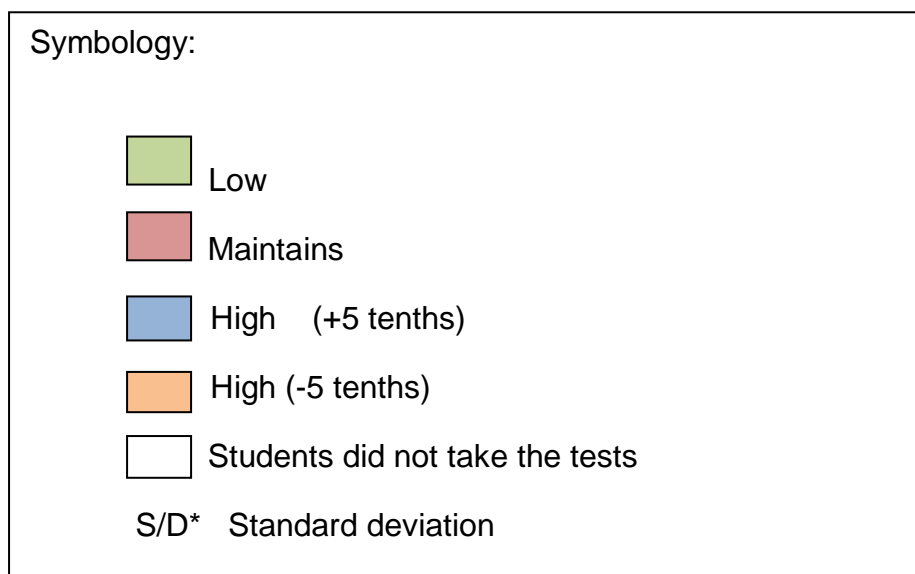 Symbology:
Low
Maintains
High (+5 tenths)
High (-5 tenths)
Students did not take the tests
S/D* Standard deviation